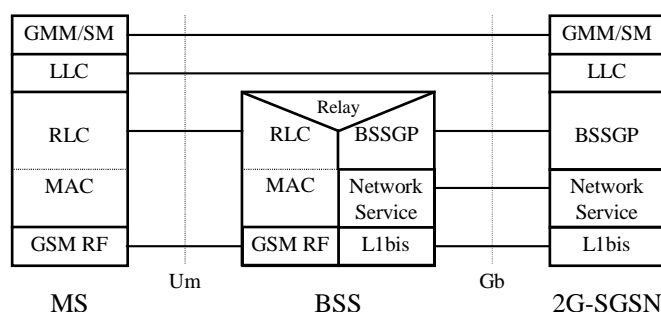 GMM/SM
LLC
RLC
MAC
GSM RF
MS
Um
Relay
RLC
BSSGP
MAC
Network
Service
GSM RF
L1bis
BSS
Gb
GMM/SM
LLC
BSSGP
Network
Service
L1bis
2G-SGSN